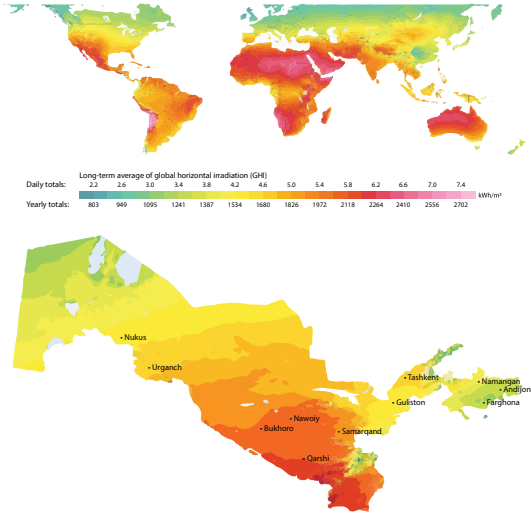 Long-term average of global horizontal irradiation (GHI)
Daily totals: 2.2 2.6 3.0 3.4 3.8 4.2 4.6 5.0 5.4 5.8 6.2 6.6 7.0 7.4
kWh/m²
Yearly totals: 803 949 1095 1241 1387 1534 1680 1826 1972 2118 2264 2410 2556 2702
Nukus
Urganch
Tashkent
Namangan
Andijon
Guliston
Farghona
Nawoiy
Bukhoro
Samarqand
Qarshi